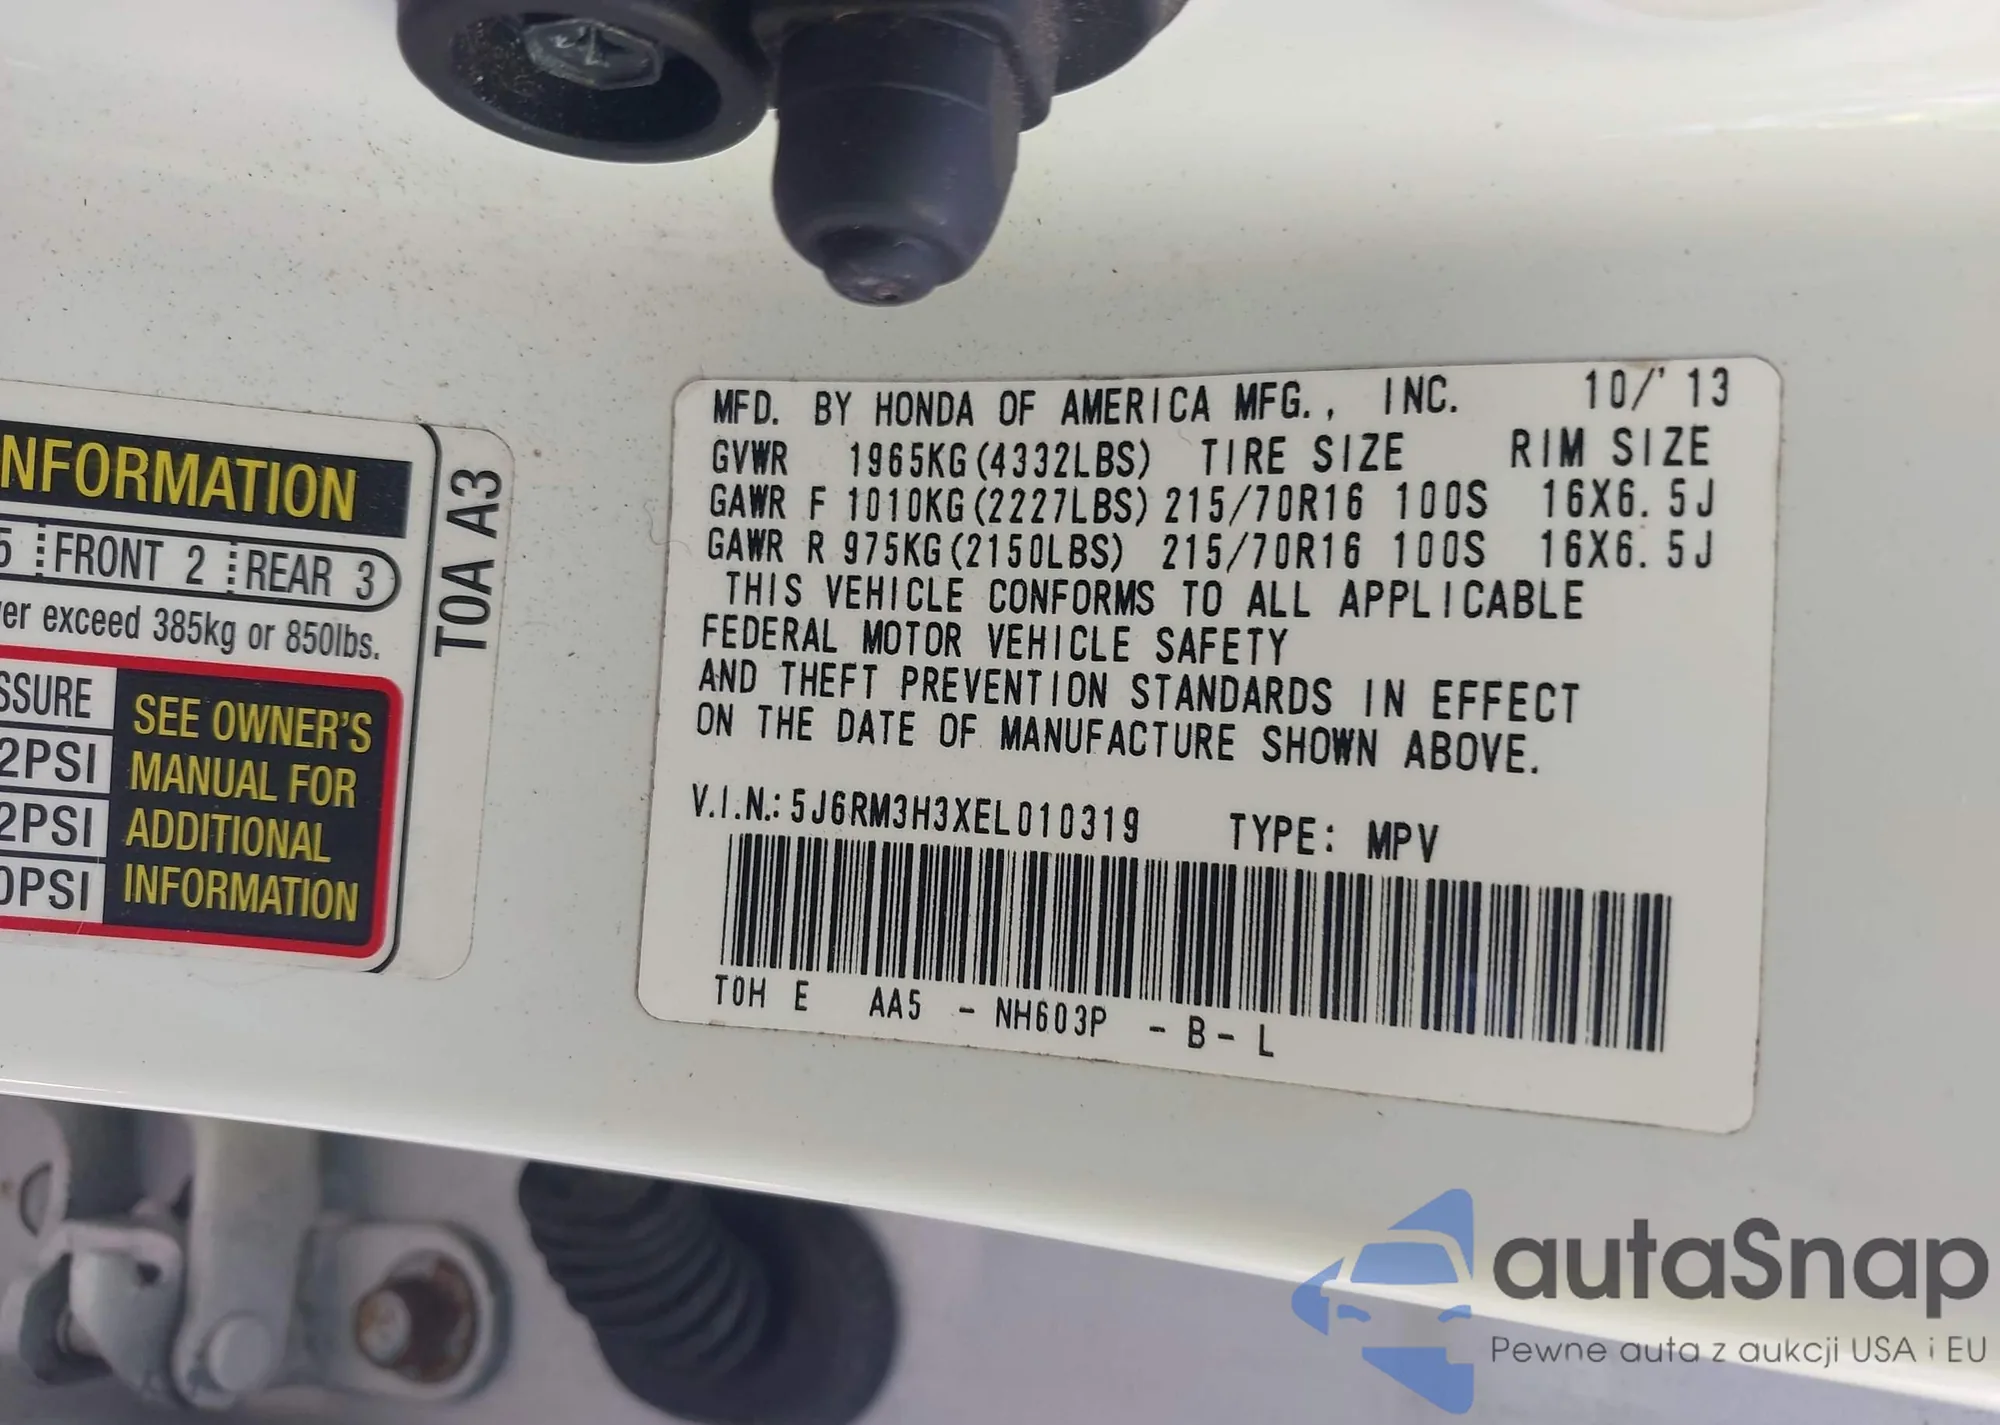 NFORMATION
5 FRONT 2 REAR 3
er exceed 385kg or 850lbs.
SSURE
2PSI
2PSI
0PSI
SEE OWNER'S
MANUAL FOR
ADDITIONAL
INFORMATION
T0A A3
MFD. BY HONDA OF AMERICA MFG., INC. 10/'13
GVWR 1965KG(4332LBS) TIRE SIZE RIM SIZE
GAWR F 1010KG(2227LBS) 215/70R16 100S 16X6.5J
GAWR R 975KG(2150LBS) 215/70R16 100S 16X6.5J
THIS VEHICLE CONFORMS TO ALL APPLICABLE
FEDERAL MOTOR VEHICLE SAFETY
AND THEFT PREVENTION STANDARDS IN EFFECT
ON THE DATE OF MANUFACTURE SHOWN ABOVE.
V.I.N.: 5J6RM3H3XEL010319 TYPE: MPV
T0H E AA5 - NH603P - B - L
autaSnap
Pewne auta z aukcji USA i EU